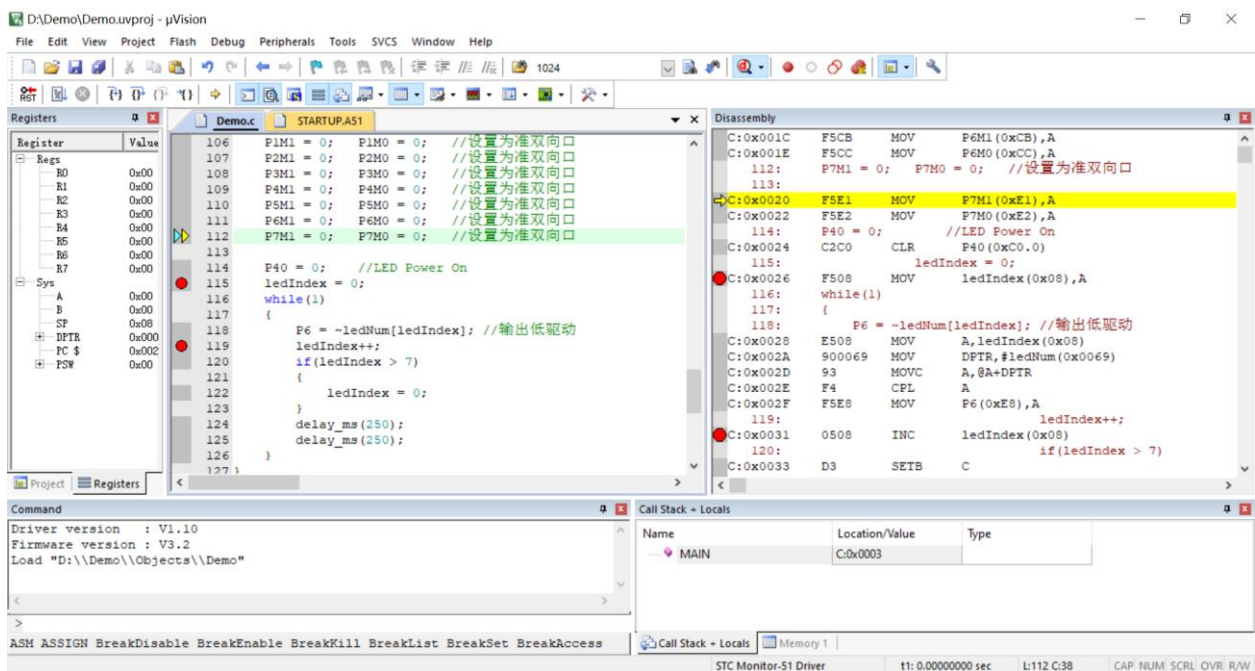 D:\Demo\Demo.uvproj - µVision
File Edit View Project Flash Debug Peripherals Tools SVCS Window Help
1024
RST
Registers
Register Value
Regs
R0 0x00
R1 0x00
R2 0x00
R3 0x00
R4 0x00
R5 0x00
R6 0x00
R7 0x00
Sys
A 0x00
B 0x00
SP 0x08
DPTR 0x000
PC $ 0x002
PSW 0x00
Project Registers
Demo.c STARTUP.A51
106 P1M1 = 0; P1M0 = 0; //设置为准双向口
107 P2M1 = 0; P2M0 = 0; //设置为准双向口
108 P3M1 = 0; P3M0 = 0; //设置为准双向口
109 P4M1 = 0; P4M0 = 0; //设置为准双向口
110 P5M1 = 0; P5M0 = 0; //设置为准双向口
111 P6M1 = 0; P6M0 = 0; //设置为准双向口
112 P7M1 = 0; P7M0 = 0; //设置为准双向口
113
114 P40 = 0; //LED Power On
115 ledIndex = 0;
116 while(1)
117 {
118 P6 = ~ledNum[ledIndex]; //输出低驱动
119 ledIndex++;
120 if(ledIndex > 7)
121 {
122 ledIndex = 0;
123 }
124 delay_ms(250);
125 delay_ms(250);
126 }
127 }
Disassembly
C:0x001C F5CB MOV P6M1(0xCB),A
C:0x001E F5CC MOV P6M0(0xCC),A
112: P7M1 = 0; P7M0 = 0; //设置为准双向口
113:
C:0x0020 F5E1 MOV P7M1(0xE1),A
C:0x0022 F5E2 MOV P7M0(0xE2),A
114: P40 = 0; //LED Power On
C:0x0024 C2C0 CLR P40(0xC0.0)
115: ledIndex = 0;
C:0x0026 F508 MOV ledIndex(0x08),A
116: while(1)
117: {
118: P6 = ~ledNum[ledIndex]; //输出低驱动
C:0x0028 E508 MOV A,ledIndex(0x08)
C:0x002A 900069 MOV DPTR,#ledNum(0x0069)
C:0x002D 93 MOVC A,@A+DPTR
C:0x002E F4 CPL A
C:0x002F F5E8 MOV P6(0xE8),A
119: ledIndex++;
C:0x0031 0508 INC ledIndex(0x08)
120: if(ledIndex > 7)
C:0x0033 D3 SETB C
Command
Driver version : V1.10
Firmware version : V3.2
Load "D:\\Demo\\Objects\\Demo"
>
ASM ASSIGN BreakDisable BreakEnable BreakKill BreakList BreakSet BreakAccess
Call Stack + Locals
Name Location/Value Type
MAIN C:0x0003
Call Stack + Locals Memory 1
STC Monitor-51 Driver t1: 0.00000000 sec L:112 C:38 CAP NUM SCRL OVR R/W